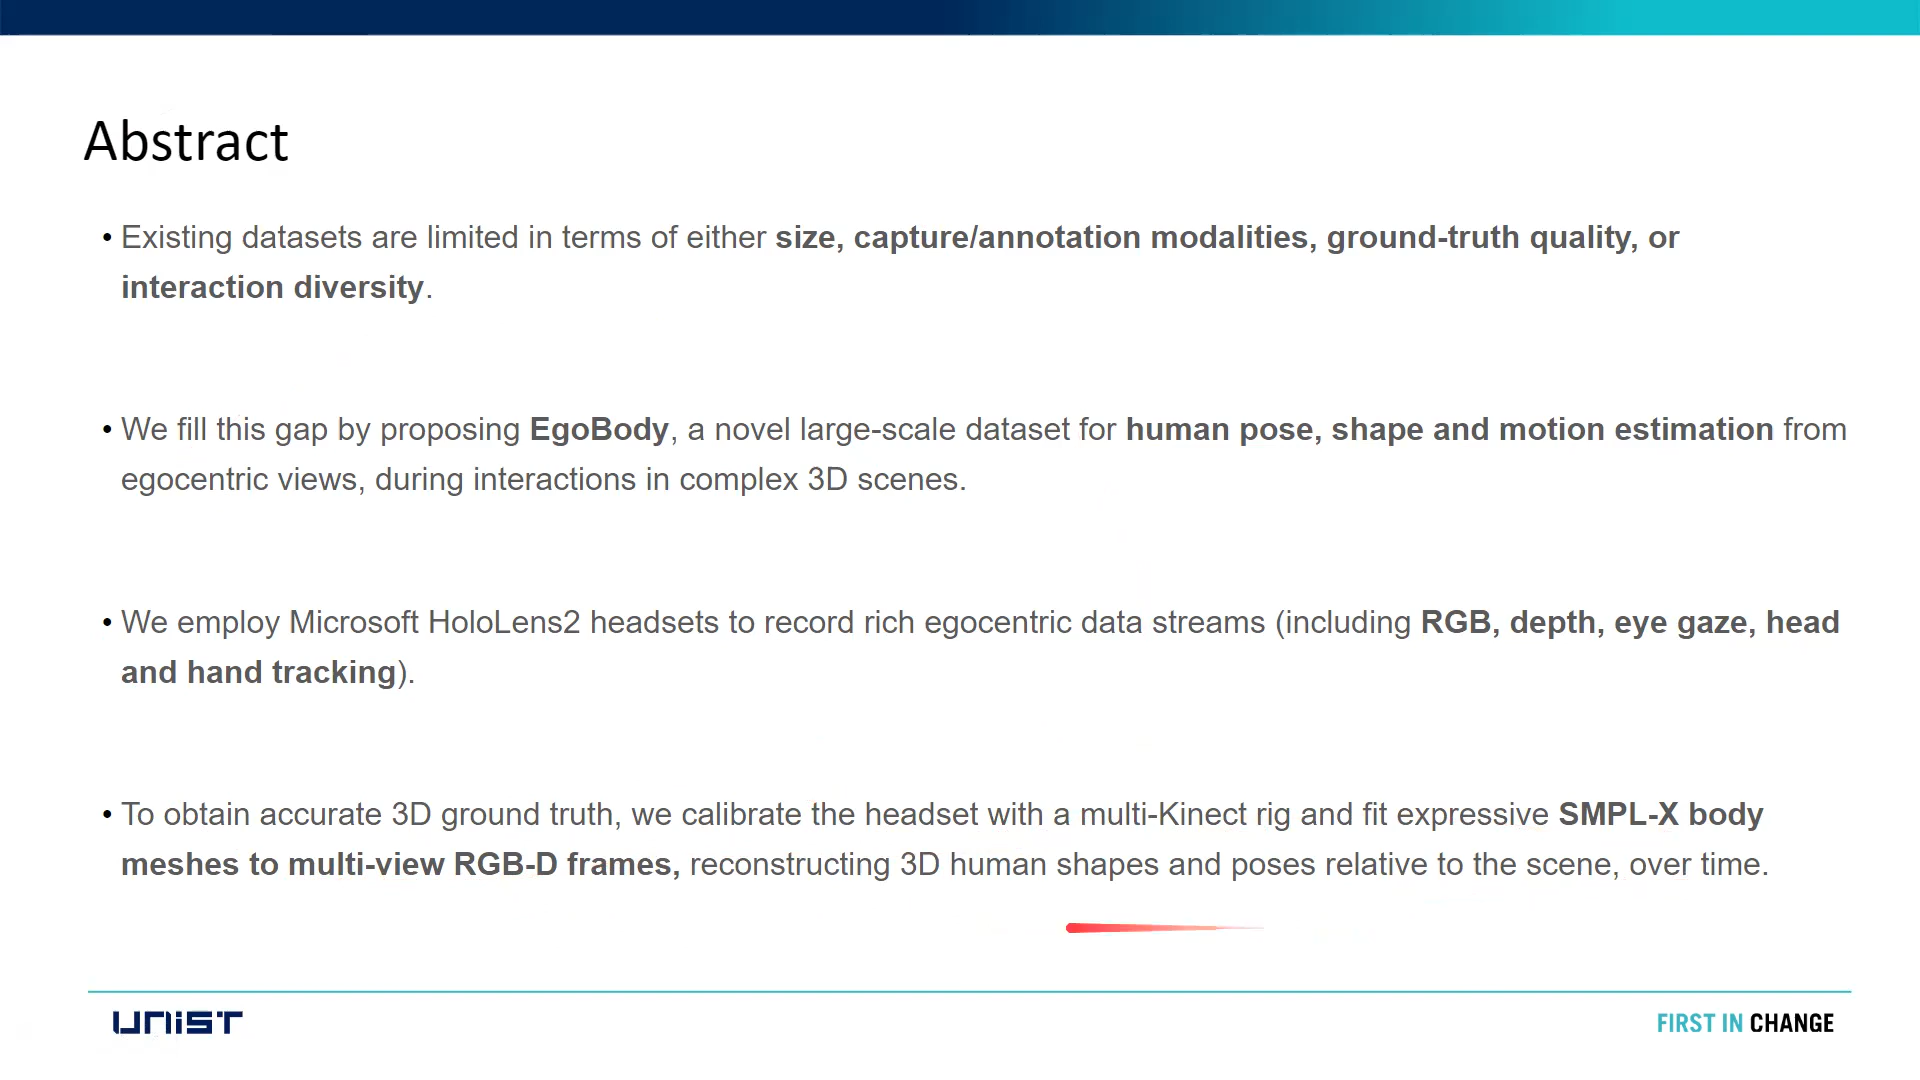 Abstract
• Existing datasets are limited in terms of either size, capture/annotation modalities, ground-truth quality, or
interaction diversity.
• We fill this gap by proposing EgoBody, a novel large-scale dataset for human pose, shape and motion estimation from
egocentric views, during interactions in complex 3D scenes.
• We employ Microsoft HoloLens2 headsets to record rich egocentric data streams (including RGB, depth, eye gaze, head
and hand tracking).
• To obtain accurate 3D ground truth, we calibrate the headset with a multi-Kinect rig and fit expressive SMPL-X body
meshes to multi-view RGB-D frames, reconstructing 3D human shapes and poses relative to the scene, over time.
UNIST
FIRST IN CHANGE